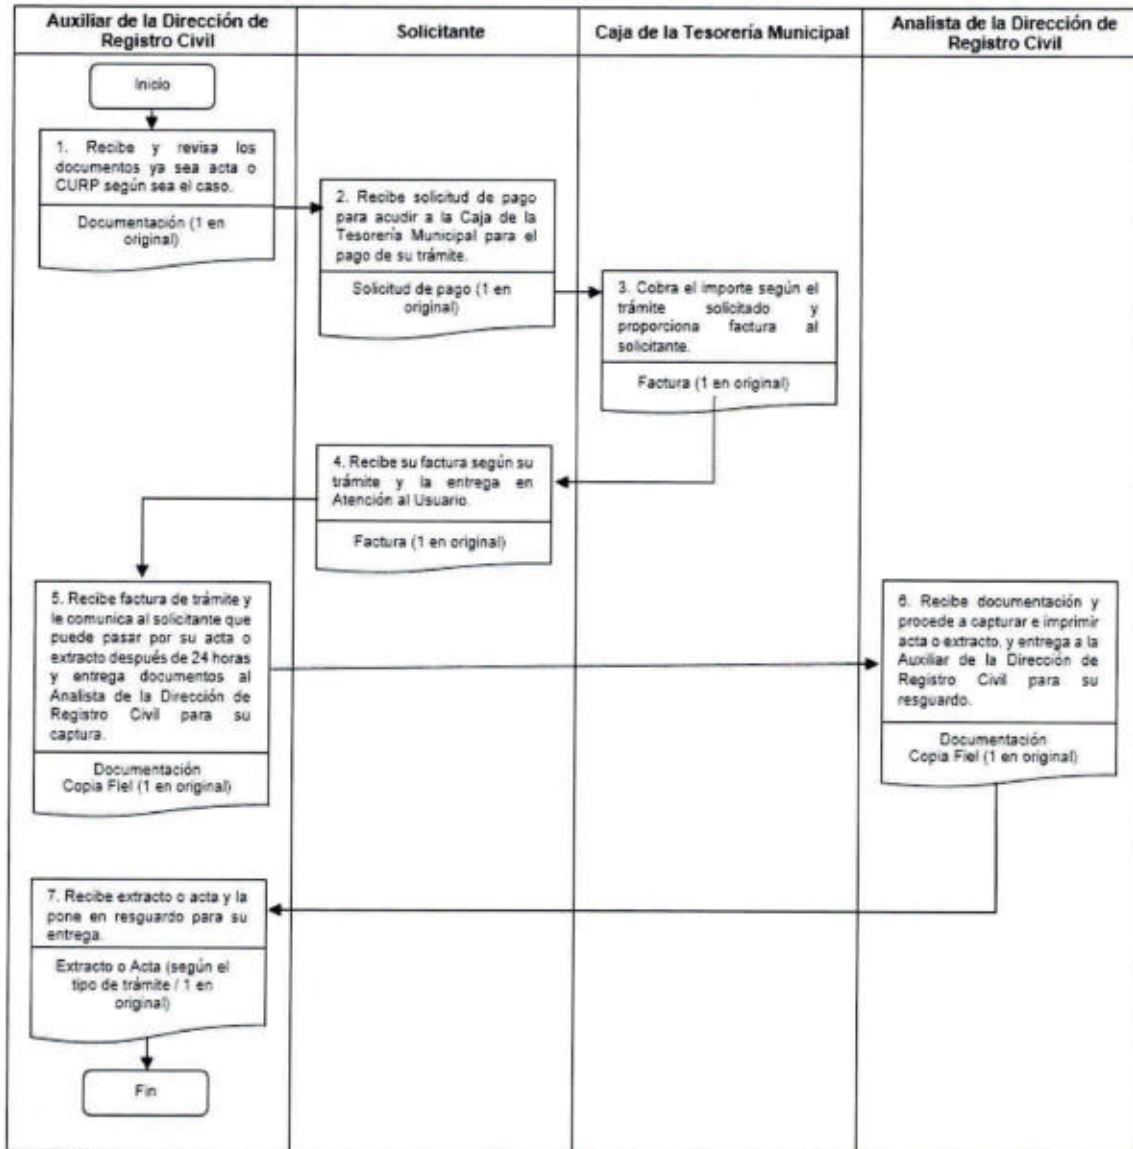 Auxiliar de la Dirección de
Registro Civil
Solicitante
Caja de la Tesorería Municipal
Analista de la Dirección de
Registro Civil
Inicio
1. Recibe y revisa los
documentos ya sea acta o
CURP según sea el caso.
Documentación (1 en
original)
2. Recibe solicitud de pago
para acudir a la Caja de la
Tesorería Municipal para el
pago de su trámite.
Solicitud de pago (1 en
original)
3. Cobra el importe según el
trámite solicitado y
proporciona factura al
solicitante.
Factura (1 en original)
4. Recibe su factura según su
trámite y la entrega en
Atención al Usuario.
Factura (1 en original)
5. Recibe factura de trámite y
le comunica al solicitante que
puede pasar por su acta o
extracto después de 24 horas
y entrega documentos al
Analista de la Dirección de
Registro Civil para su
captura.
Documentación
Copia Fiel (1 en original)
6. Recibe documentación y
procede a capturar e imprimir
acta o extracto, y entrega a la
Auxiliar de la Dirección de
Registro Civil para su
resguardo.
Documentación
Copia Fiel (1 en original)
7. Recibe extracto o acta y la
pone en resguardo para su
entrega.
Extracto o Acta (según el
tipo de trámite / 1 en
original)
Fin